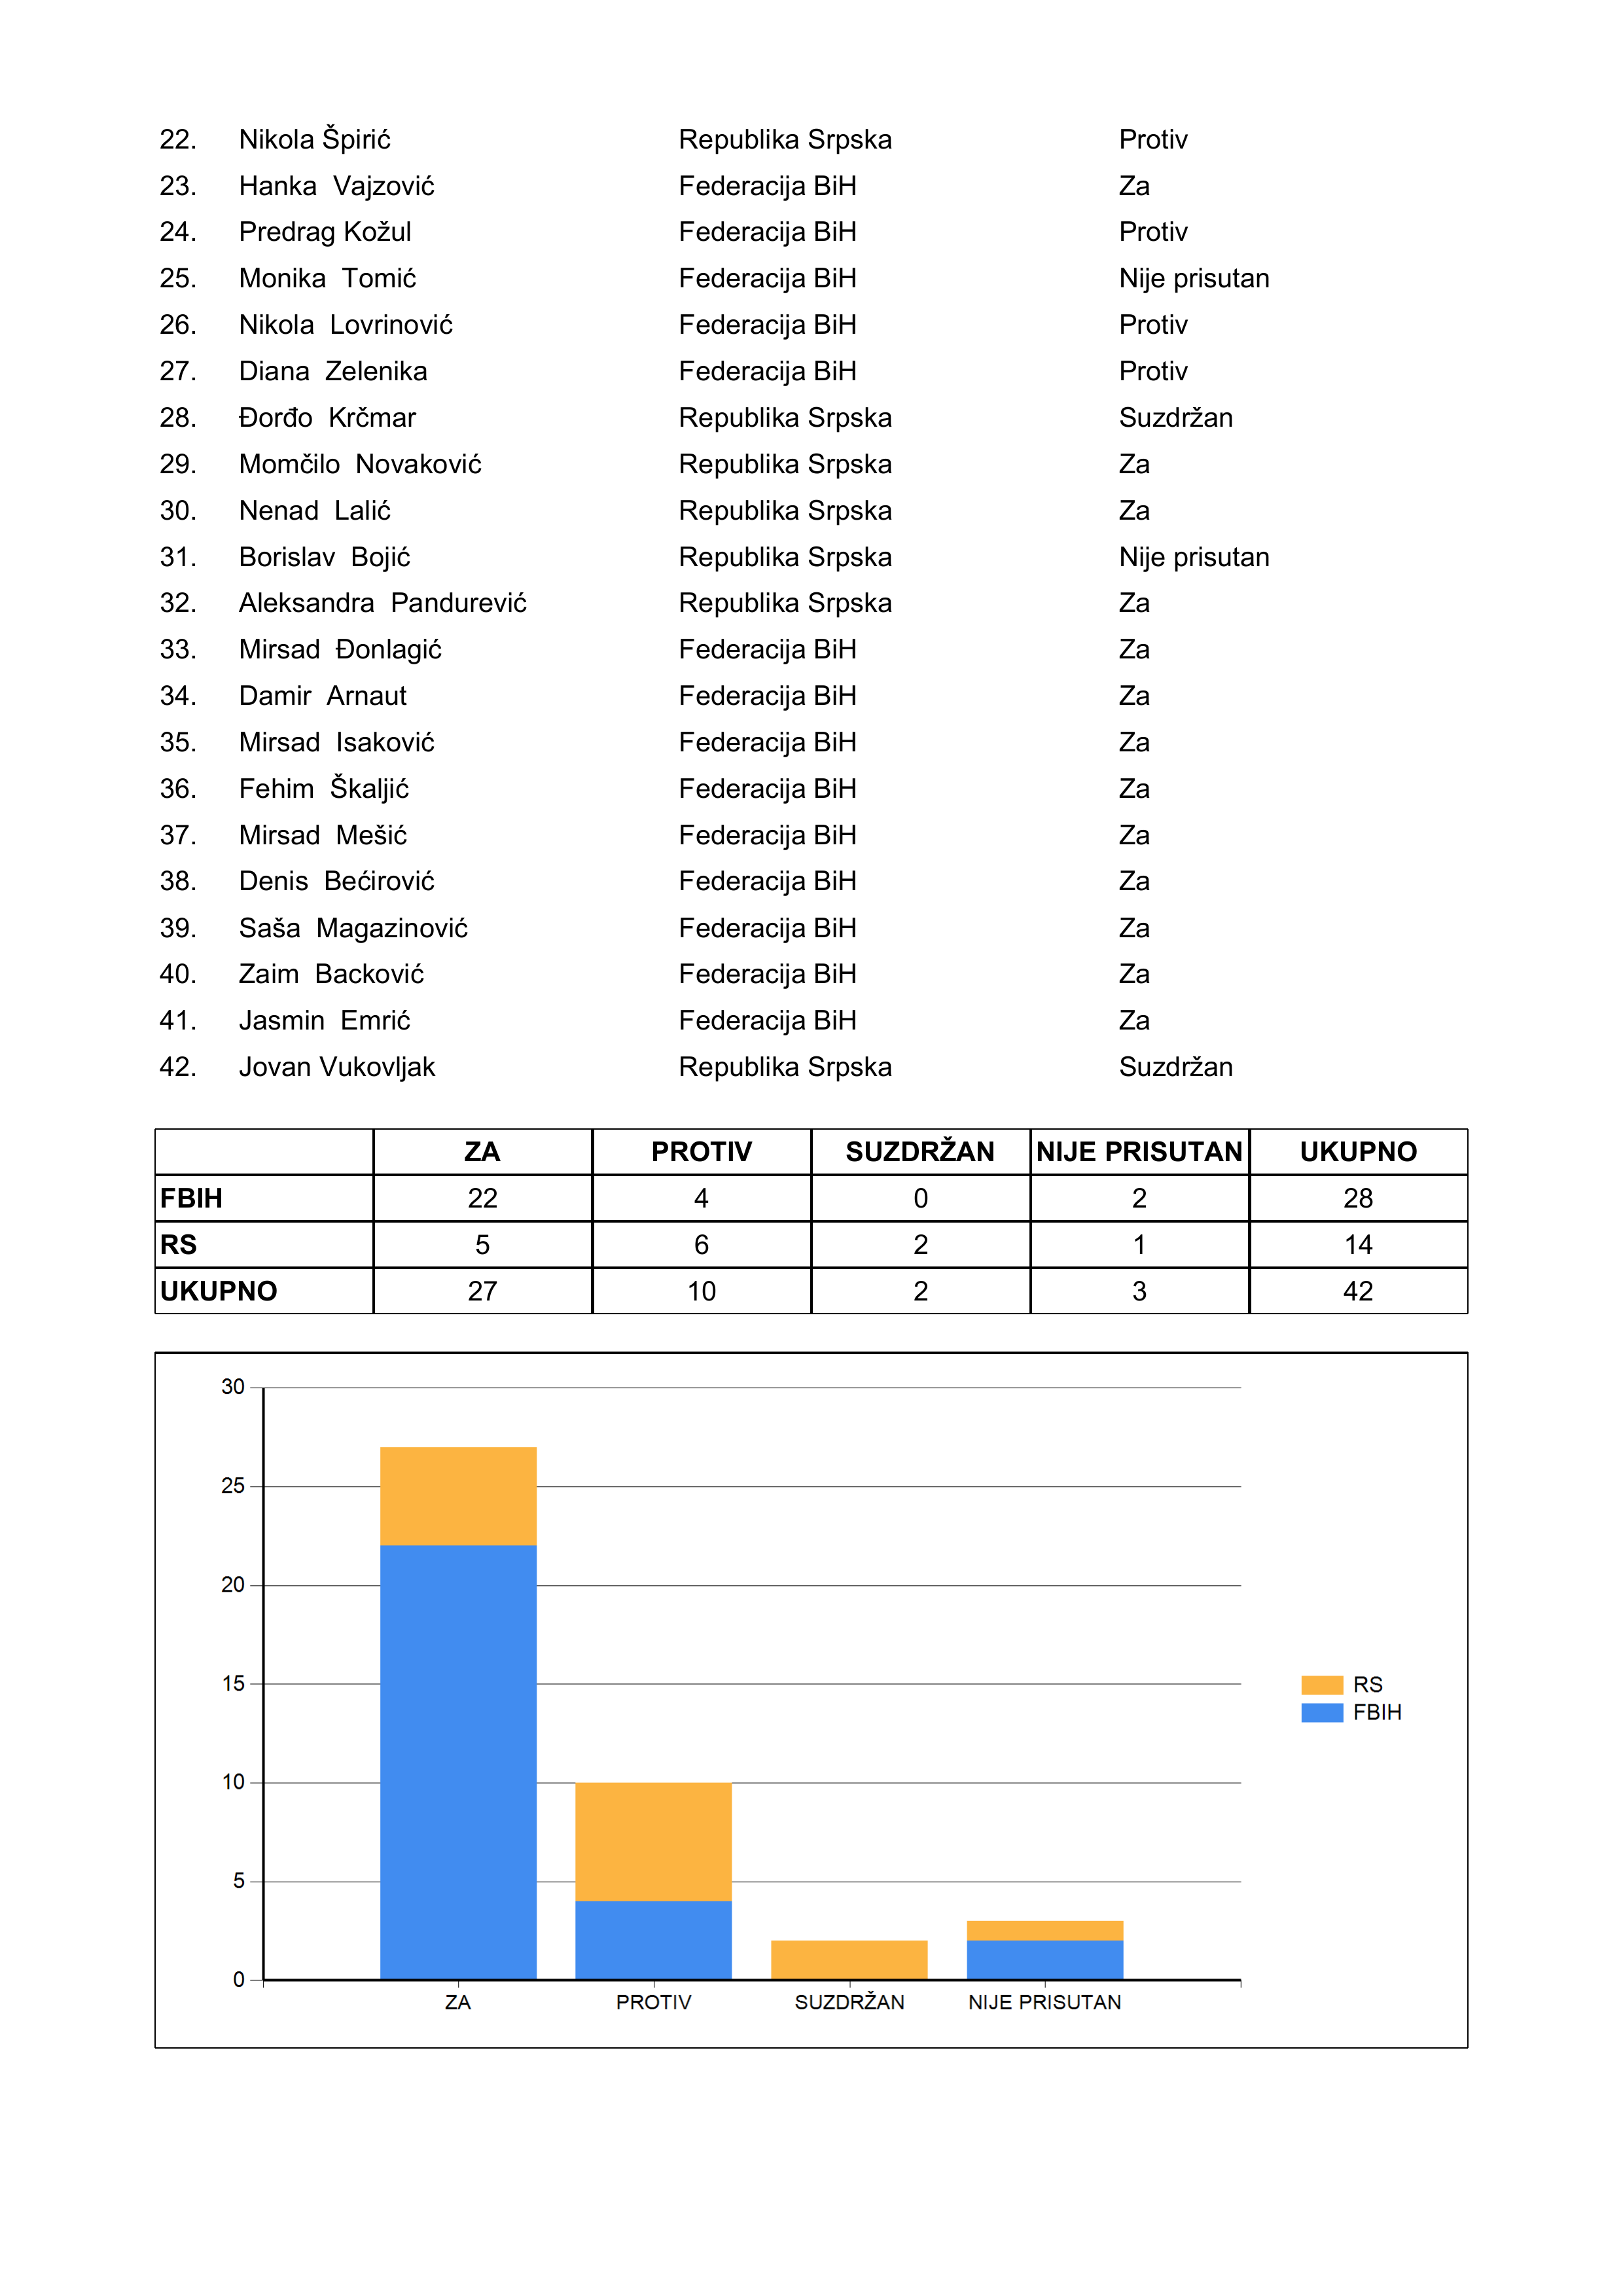 22. Nikola Špirić Republika Srpska Protiv
23. Hanka Vajzović Federacija BiH Za
24. Predrag Kožul Federacija BiH Protiv
25. Monika Tomić Federacija BiH Nije prisutan
26. Nikola Lovrinović Federacija BiH Protiv
27. Diana Zelenika Federacija BiH Protiv
28. Đorđo Krčmar Republika Srpska Suzdržan
29. Momčilo Novaković Republika Srpska Za
30. Nenad Lalić Republika Srpska Za
31. Borislav Bojić Republika Srpska Nije prisutan
32. Aleksandra Pandurević Republika Srpska Za
33. Mirsad Đonlagić Federacija BiH Za
34. Damir Arnaut Federacija BiH Za
35. Mirsad Isaković Federacija BiH Za
36. Fehim Škaljić Federacija BiH Za
37. Mirsad Mešić Federacija BiH Za
38. Denis Bećirović Federacija BiH Za
39. Saša Magazinović Federacija BiH Za
40. Zaim Backović Federacija BiH Za
41. Jasmin Emrić Federacija BiH Za
42. Jovan Vukovljak Republika Srpska Suzdržan
ZA PROTIV SUZDRŽAN NIJE PRISUTAN UKUPNO
FBIH 22 4 0 2 28
RS 5 6 2 1 14
UKUPNO 27 10 2 3 42
30
25
20
15
10
5
0
ZA PROTIV SUZDRŽAN NIJE PRISUTAN
RS
FBIH